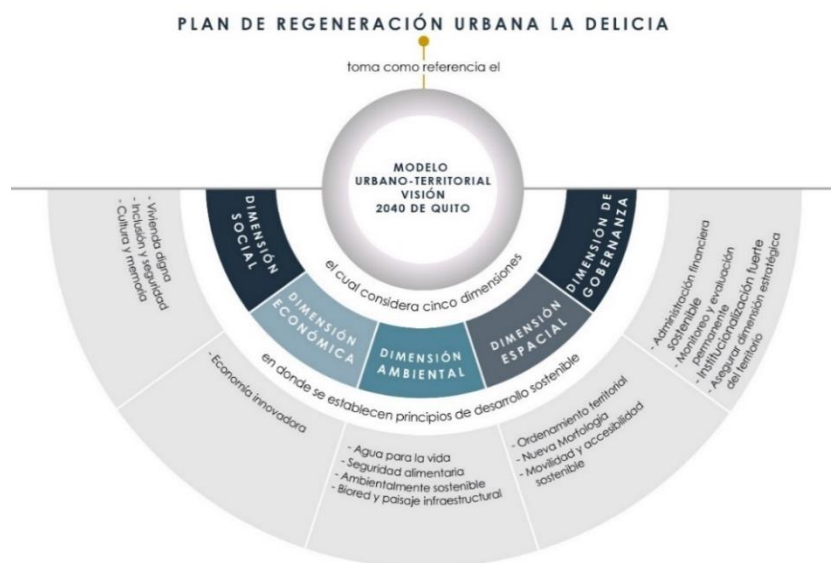 PLAN DE REGENERACIÓN URBANA LA DELICIA
toma como referencia el
MODELO
URBANO-TERRITORIAL
VISIÓN
2040 DE QUITO
el cual considera cinco dimensiones
DIMENSIÓN
SOCIAL
DIMENSIÓN
ECONÓMICA
DIMENSIÓN
AMBIENTAL
DIMENSIÓN
ESPACIAL
DIMENSIÓN DE
GOBERNANZA
en donde se establecen principios de desarrollo sostenible
- Vivienda digna
- Inclusión y seguridad
- Cultura y memoria
- Economía innovadora
- Agua para la vida
- Seguridad alimentaria
- Ambientalmente sostenible
- Biored y paisaje infraestructural
- Ordenamiento territorial
- Nueva Morfología
- Movilidad y accesibilidad
sostenible
- Administración financiera
sostenible
- Monitoreo y evaluación
permanente
- Institucionalización fuerte
- Asegurar dimensión estratégica
del territorio